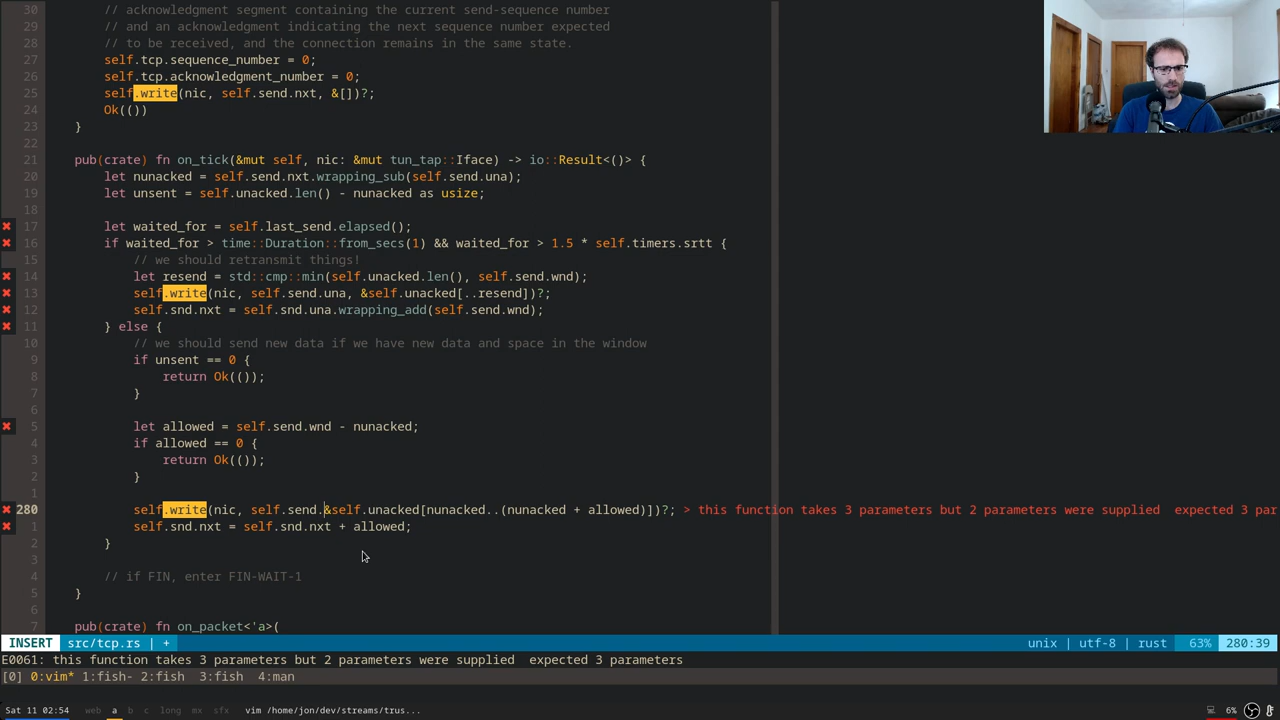 30 // acknowledgment segment containing the current send-sequence number
29 // and an acknowledgment indicating the next sequence number expected
28 // to be received, and the connection remains in the same state.
27 self.tcp.sequence_number = 0;
26 self.tcp.acknowledgment_number = 0;
25 self.write(nic, self.send.nxt, &[])?;
24 Ok(())
23 }
22
21 pub(crate) fn on_tick(&mut self, nic: &mut tun_tap::Iface) -> io::Result<()> {
20 let nunacked = self.send.nxt.wrapping_sub(self.send.una);
19 let unsent = self.unacked.len() - nunacked as usize;
18
17 let waited_for = self.last_send.elapsed();
16 if waited_for > time::Duration::from_secs(1) && waited_for > 1.5 * self.timers.srtt {
15 // we should retransmit things!
14 let resend = std::cmp::min(self.unacked.len(), self.send.wnd);
13 self.write(nic, self.send.una, &self.unacked[..resend])?;
12 self.snd.nxt = self.snd.una.wrapping_add(self.send.wnd);
11 } else {
10 // we should send new data if we have new data and space in the window
9 if unsent == 0 {
8 return Ok(());
7 }
6
5 let allowed = self.send.wnd - nunacked;
4 if allowed == 0 {
3 return Ok(());
2 }
1
280 self.write(nic, self.send.&self.unacked[nunacked..(nunacked + allowed)])?; > this function takes 3 parameters but 2 parameters were supplied expected 3 par
1 self.snd.nxt = self.snd.nxt + allowed;
2 }
3
4 // if FIN, enter FIN-WAIT-1
5 }
6
7 pub(crate) fn on_packet<'a>(
INSERT src/tcp.rs | + unix | utf-8 | rust 63% 280:39
E0061: this function takes 3 parameters but 2 parameters were supplied expected 3 parameters
[0] 0:vim* 1:fish- 2:fish 3:fish 4:man
Sat 11 02:54 web a b c long mx sfx vim /home/jon/dev/streams/trus... 6%